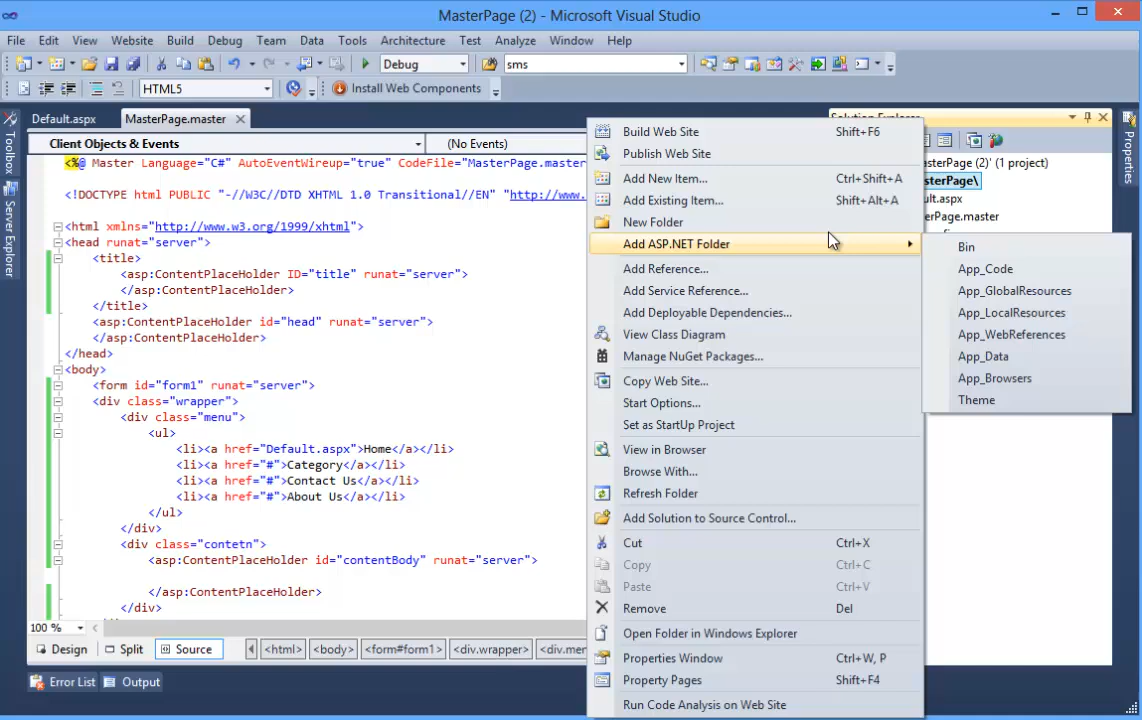 MasterPage (2) - Microsoft Visual Studio
File Edit View Website Build Debug Team Data Tools Architecture Test Analyze Window Help
Debug sms
HTML5 Install Web Components
Default.aspx MasterPage.master
Client Objects & Events (No Events)
<%@ Master Language="C#" AutoEventWireup="true" CodeFile="MasterPage.master
<!DOCTYPE html PUBLIC "-//W3C//DTD XHTML 1.0 Transitional//EN" "http://www.
<html xmlns="http://www.w3.org/1999/xhtml">
<head runat="server">
<title>
<asp:ContentPlaceHolder ID="title" runat="server">
</asp:ContentPlaceHolder>
</title>
<asp:ContentPlaceHolder id="head" runat="server">
</asp:ContentPlaceHolder>
</head>
<body>
<form id="form1" runat="server">
<div class="wrapper">
<div class="menu">
<ul>
<li><a href="Default.aspx">Home</a></li>
<li><a href="#">Category</a></li>
<li><a href="#">Contact Us</a></li>
<li><a href="#">About Us</a></li>
</ul>
</div>
<div class="contetn">
<asp:ContentPlaceHolder id="contentBody" runat="server">
</asp:ContentPlaceHolder>
</div>
100 %
Design Split Source <html> <body> <form#form1> <div.wrapper> <div.men
Error List Output
Toolbox
Server Explorer
Build Web Site Shift+F6
Publish Web Site
Add New Item... Ctrl+Shift+A
Add Existing Item... Shift+Alt+A
New Folder
Add ASP.NET Folder
Add Reference...
Add Service Reference...
Add Deployable Dependencies...
View Class Diagram
Manage NuGet Packages...
Copy Web Site...
Start Options...
Set as StartUp Project
View in Browser
Browse With...
Refresh Folder
Add Solution to Source Control...
Cut Ctrl+X
Copy Ctrl+C
Paste Ctrl+V
Remove Del
Open Folder in Windows Explorer
Properties Window Ctrl+W, P
Property Pages Shift+F4
Run Code Analysis on Web Site
Bin
App_Code
App_GlobalResources
App_LocalResources
App_WebReferences
App_Data
App_Browsers
Theme
Solution Explorer
asterPage (2)' (1 project)
sterPage\
ult.aspx
erPage.master
Properties